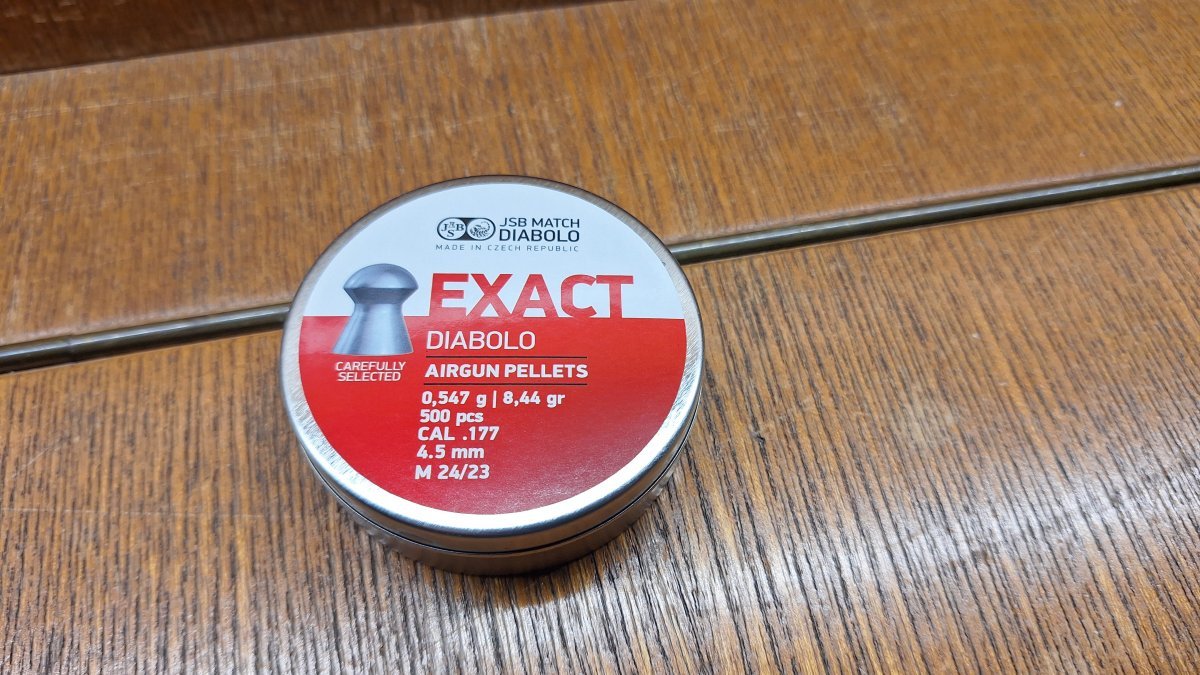 JSB
JSB MATCH
DIABOLO
MADE IN CZECH REPUBLIC
EXACT
DIABOLO
CAREFULLY
SELECTED
AIRGUN PELLETS
0,547 g | 8,44 gr
500 pcs
CAL .177
4.5 mm
M 24/23